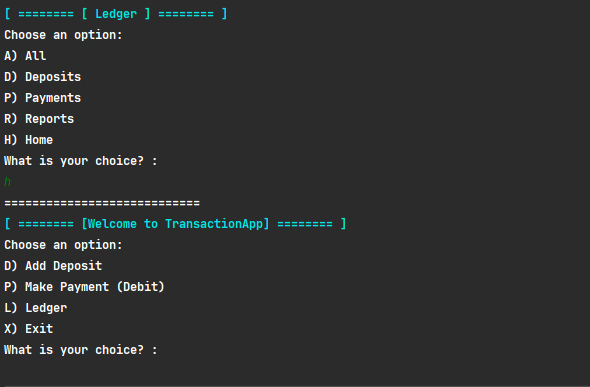 [ ======== [ Ledger ] ======== ]
Choose an option:
A) All
D) Deposits
P) Payments
R) Reports
H) Home
What is your choice? :
h
============================
[ ======== [Welcome to TransactionApp] ======== ]
Choose an option:
D) Add Deposit
P) Make Payment (Debit)
L) Ledger
X) Exit
What is your choice? :